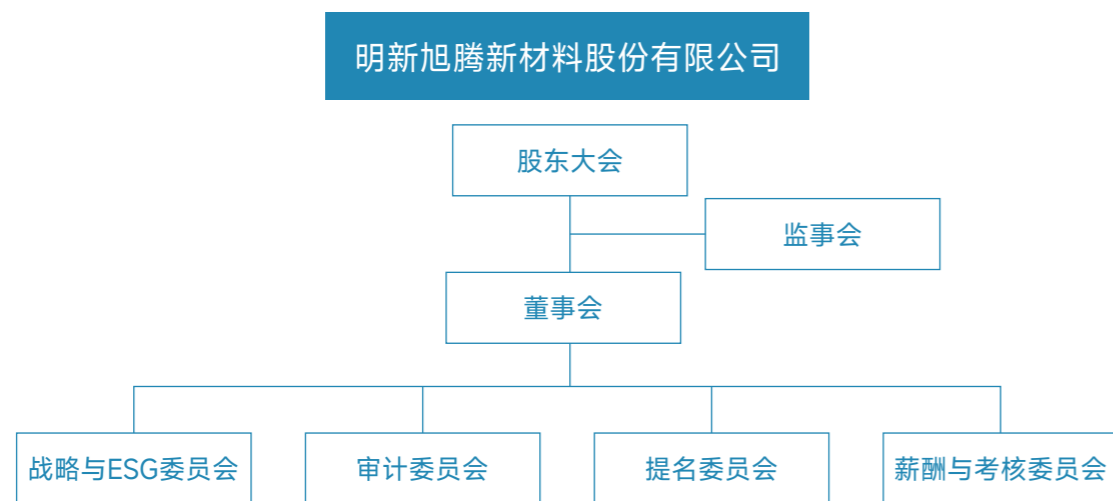 明新旭腾新材料股份有限公司
股东大会
监事会
董事会
战略与ESG委员会
审计委员会
提名委员会
薪酬与考核委员会